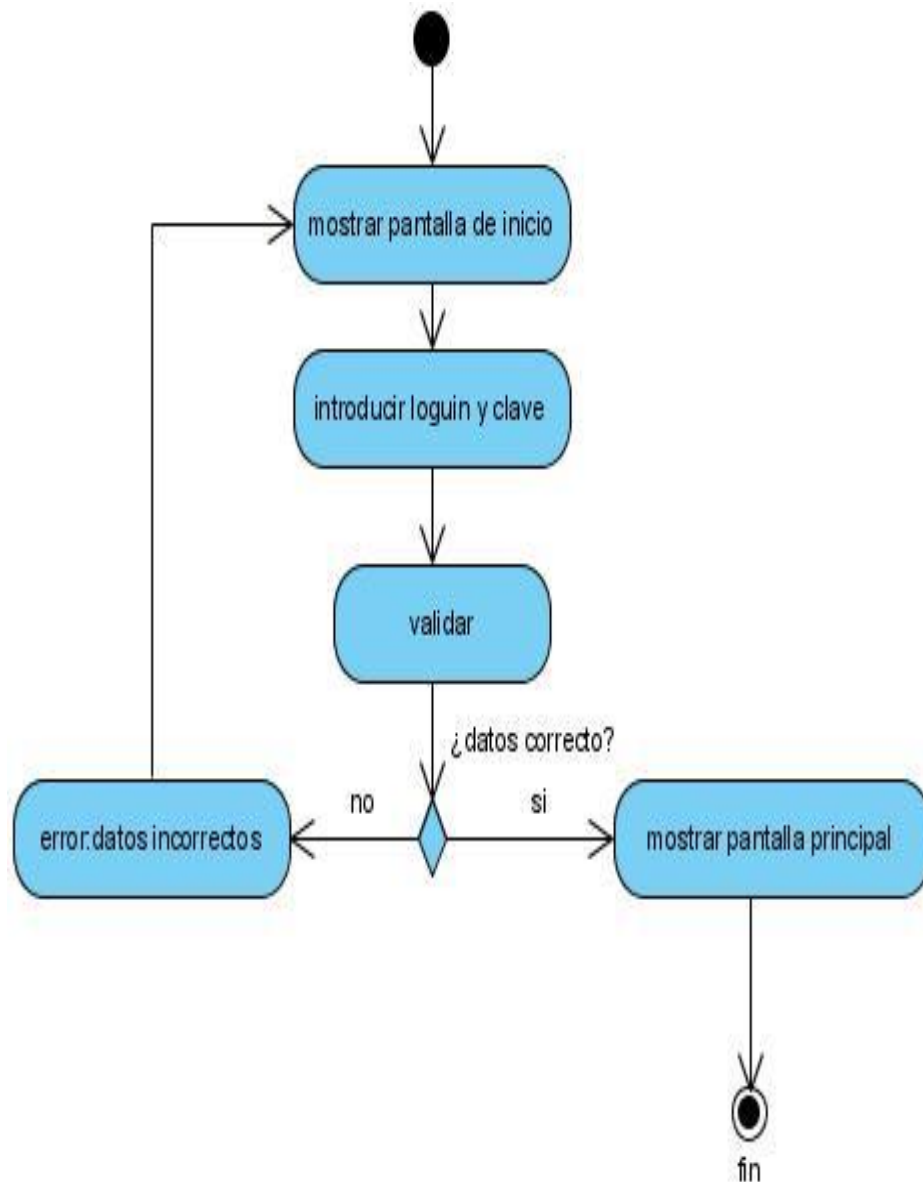 mostrar pantalla de inicio
introducir loguin y clave
validar
¿datos correcto?
no
si
error:datos incorrectos
mostrar pantalla principal
fin